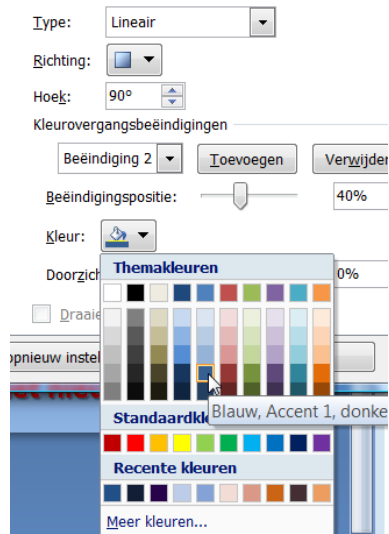 Type: Lineair
Richting:
Hoek: 90°
Kleurovergangsbeëindigingen
Beëindiging 2 Toevoegen Verwijder
Beëindigingspositie: 40%
Kleur:
Doorzich 0%
Themakleuren
Draaie
opnieuw instel
Blauw, Accent 1, donke
Standaardkl
Recente kleuren
Meer kleuren...